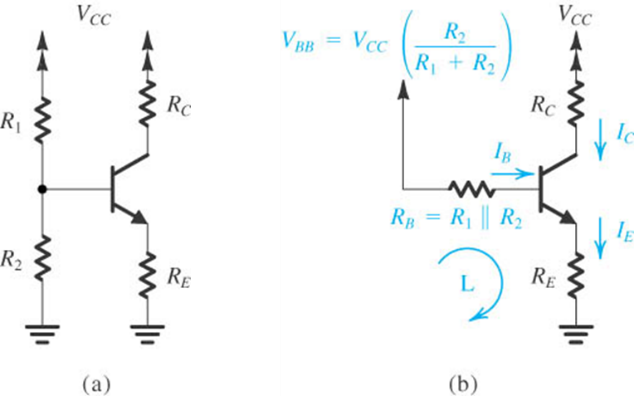 V_CC
R_1
R_C
R_2
R_E
(a)
V_BB = V_CC ( R_2 / R_1 + R_2 )
V_CC
R_C
I_C
I_B
R_B = R_1 || R_2
I_E
L
R_E
(b)